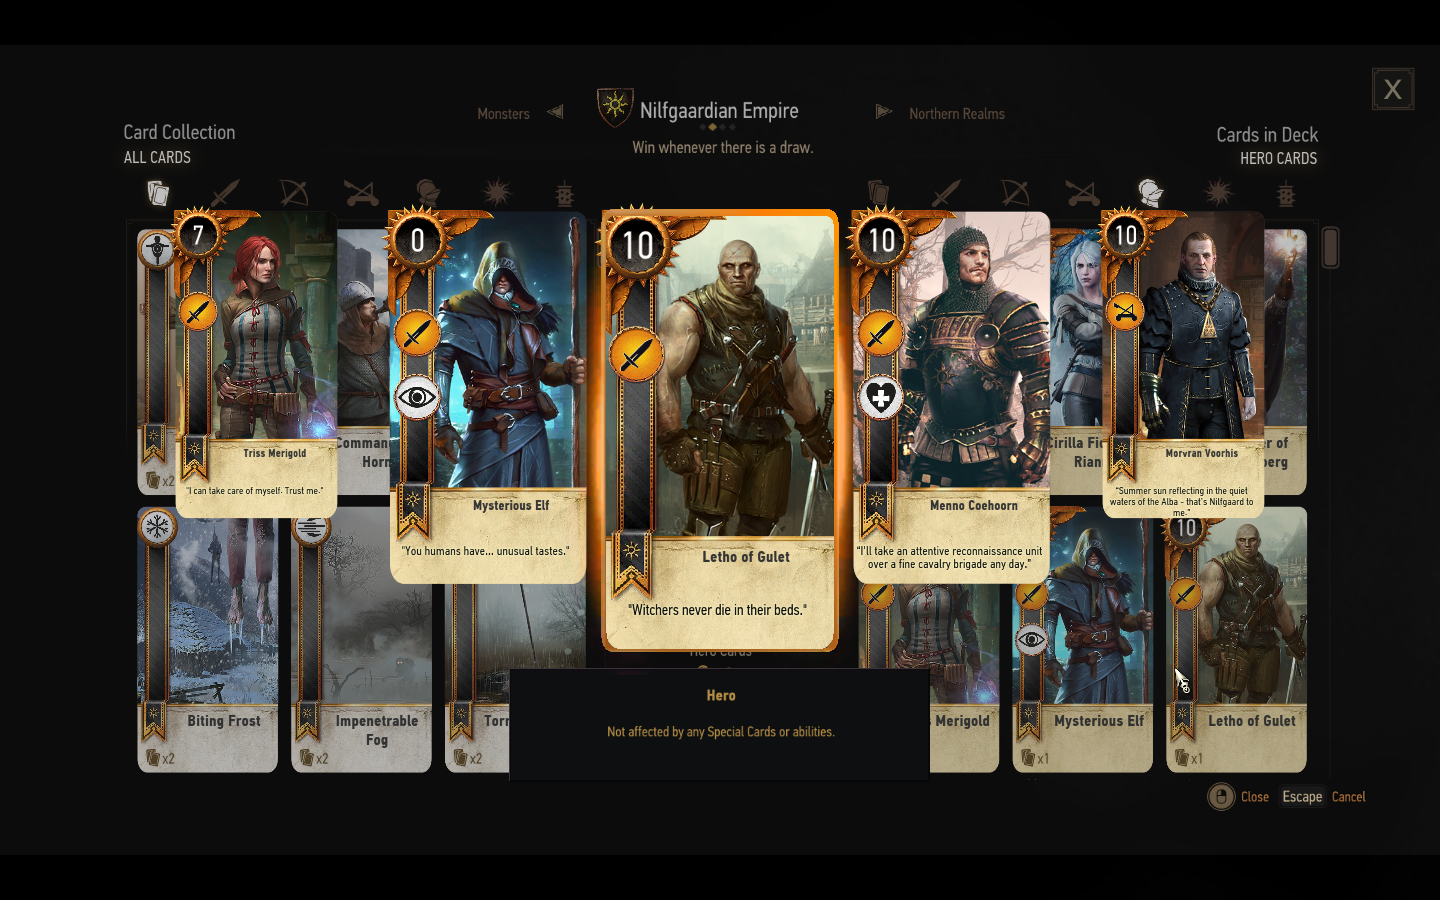 Monsters
Nilfgaardian Empire
Northern Realms
Win whenever there is a draw.
Card Collection
ALL CARDS
Cards in Deck
HERO CARDS
X
7
Triss Merigold
"I can take care of myself. Trust me."
0
Mysterious Elf
"You humans have... unusual tastes."
10
Letho of Gulet
"Witchers never die in their beds."
10
Menno Coehoorn
"I'll take an attentive reconnaissance unit
over a fine cavalry brigade any day."
10
Morvran Voorhis
"Summer sun reflecting in the quiet
waters of the Alba - that's Nilfgaard to
me."
x2
Horn
Cirilla
Rian
of
berg
Biting Frost
x2
Impenetrable
Fog
x2
x2
Hero Cards
Merigold
Mysterious Elf
x1
10
Letho of Gulet
x1
Hero
Not affected by any Special Cards or abilities.
Close
Escape
Cancel